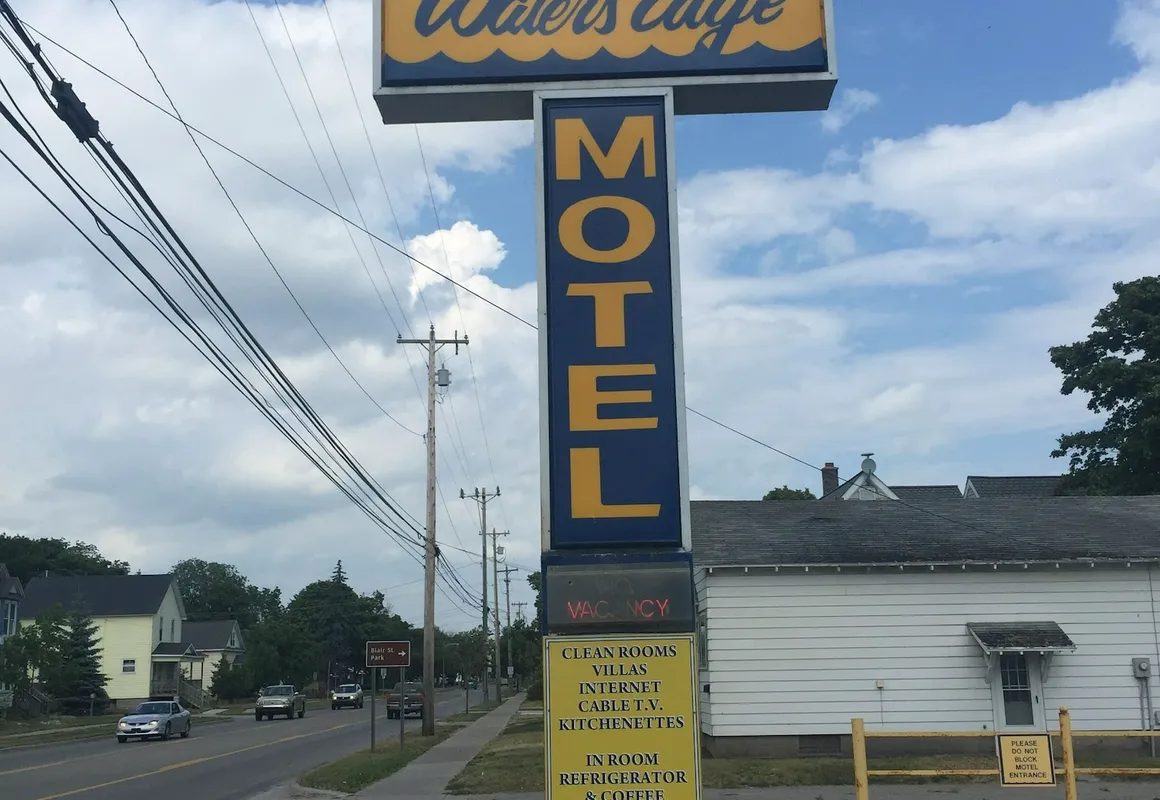 Waters Edge
MOTEL
VACANCY
CLEAN ROOMS
VILLAS
INTERNET
CABLE T.V.
KITCHENETTES
IN ROOM
REFRIGERATOR
& COFFEE
Blair St.
Park
PLEASE
DO NOT
BLOCK
MOTEL
ENTRANCE